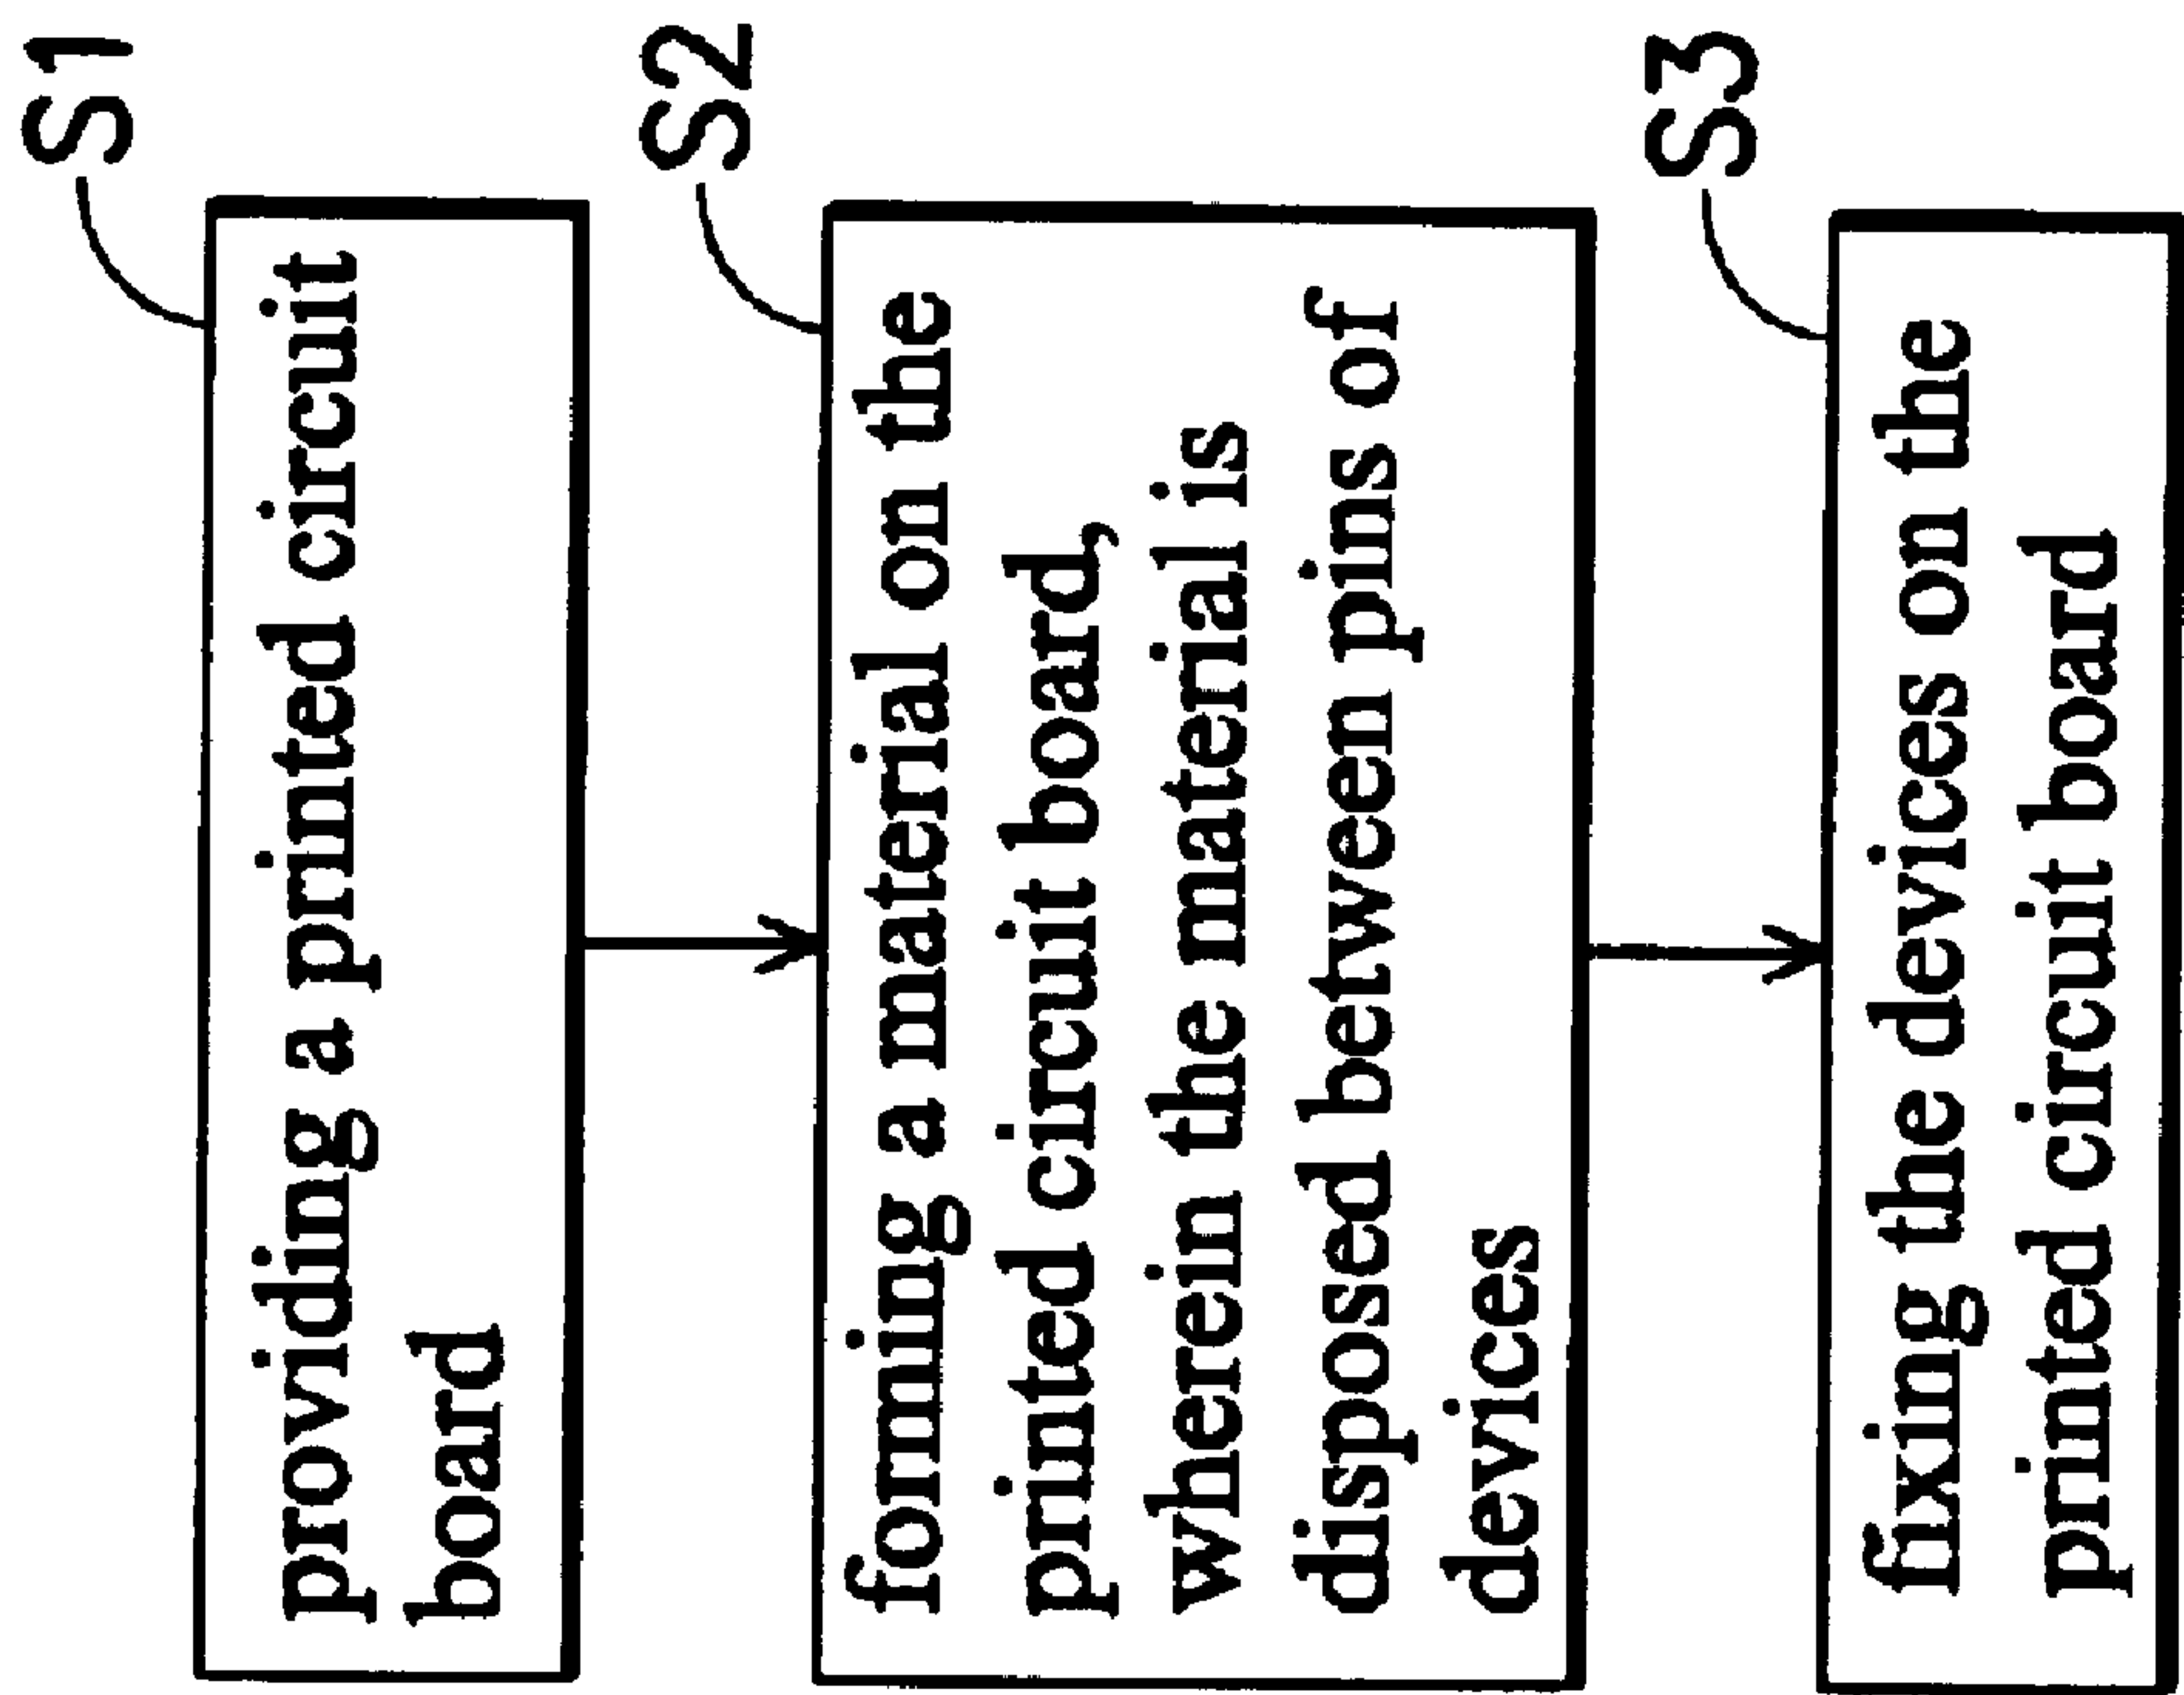 S1
providing a printed circuit
board
S2
forming a material on the
printed circuit board,
wherein the material is
disposed between pins of
devices
S3
fixing the devices on the
printed circuit board